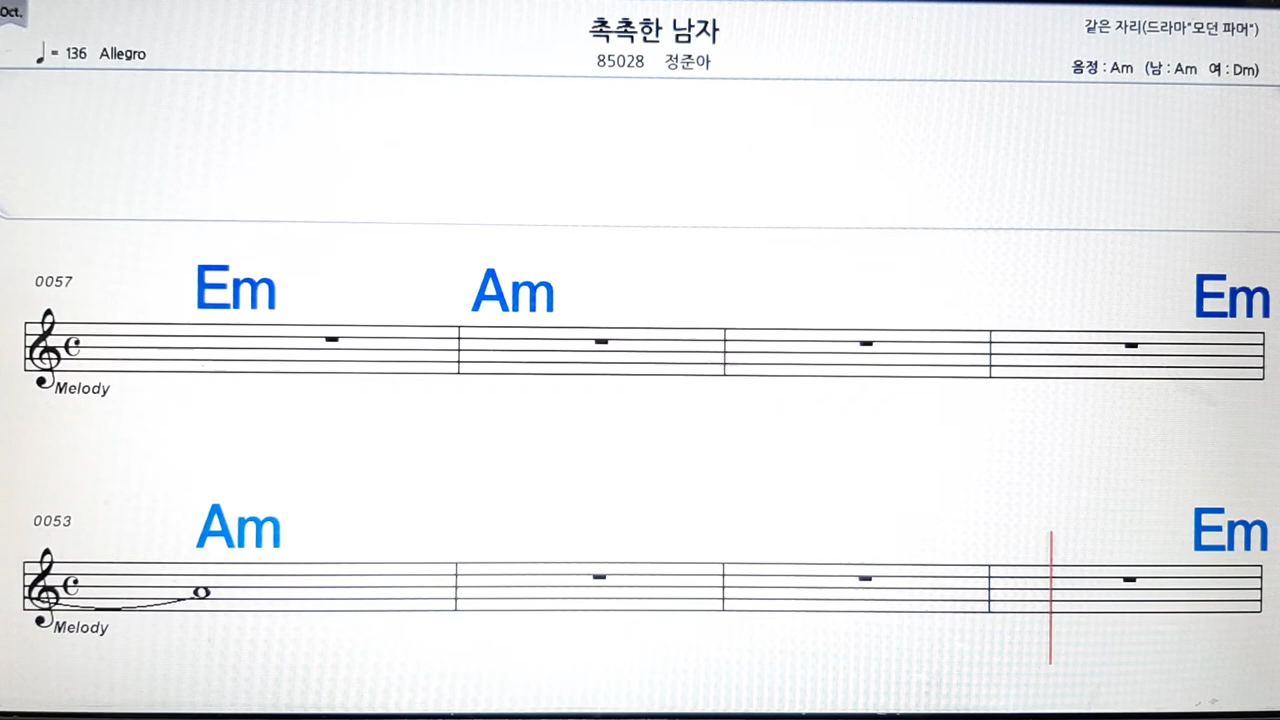 Oct.
촉촉한 남자
같은 자리(드라마"모던 파머")
♩= 136 Allegro
85028 정준아
음정 : Am (남 : Am 여 : Dm)
0057
Em Am Em
Melody
0053
Am Em
Melody